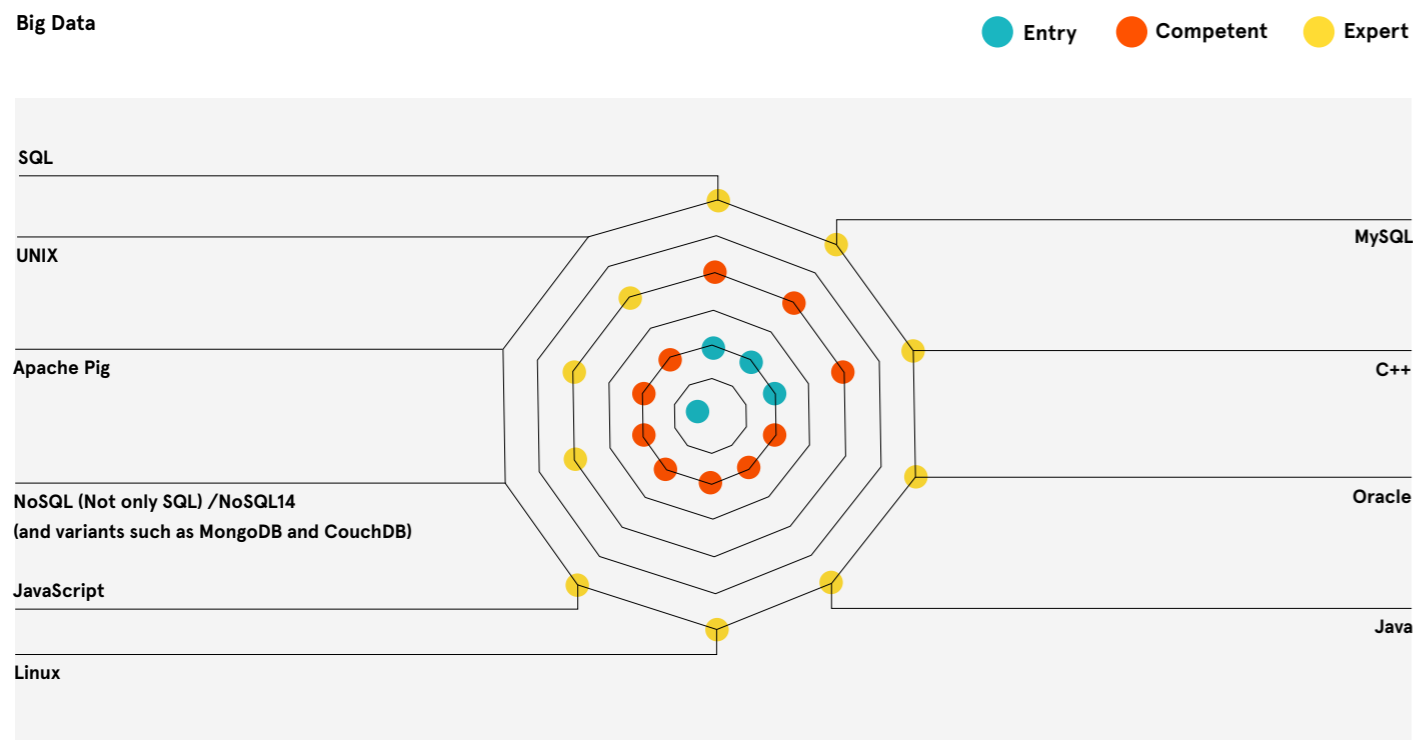 Big Data
Entry
Competent
Expert
SQL
MySQL
UNIX
Apache Pig
C++
NoSQL (Not only SQL) /NoSQL14
(and variants such as MongoDB and CouchDB)
Oracle
JavaScript
Java
Linux